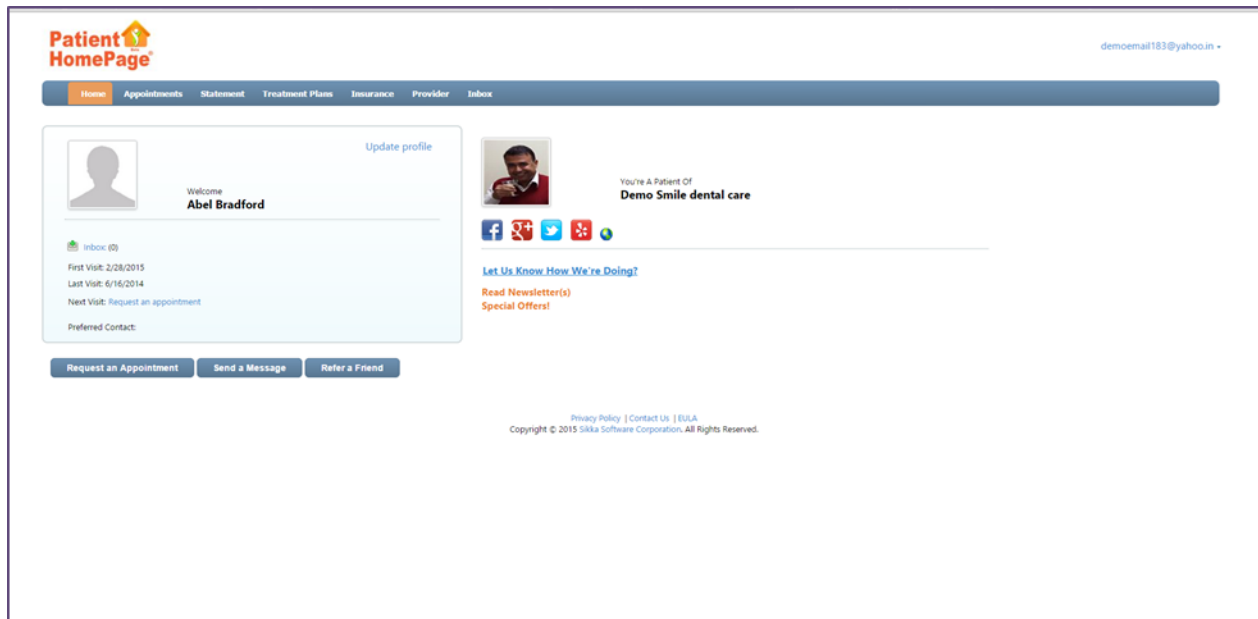 Patient
HomePage®
demoemail183@yahoo.in
Home Appointments Statement Treatment Plans Insurance Provider Inbox
Update profile
Welcome
Abel Bradford
Inbox (0)
First Visit: 2/28/2015
Last Visit: 6/16/2014
Next Visit: Request an appointment
Preferred Contact:
Request an Appointment Send a Message Refer a Friend
You're A Patient Of
Demo Smile dental care
Let Us Know How We're Doing?
Read Newsletter(s)
Special Offers!
Privacy Policy | Contact Us | EULA
Copyright © 2015 Sikka Software Corporation. All Rights Reserved.